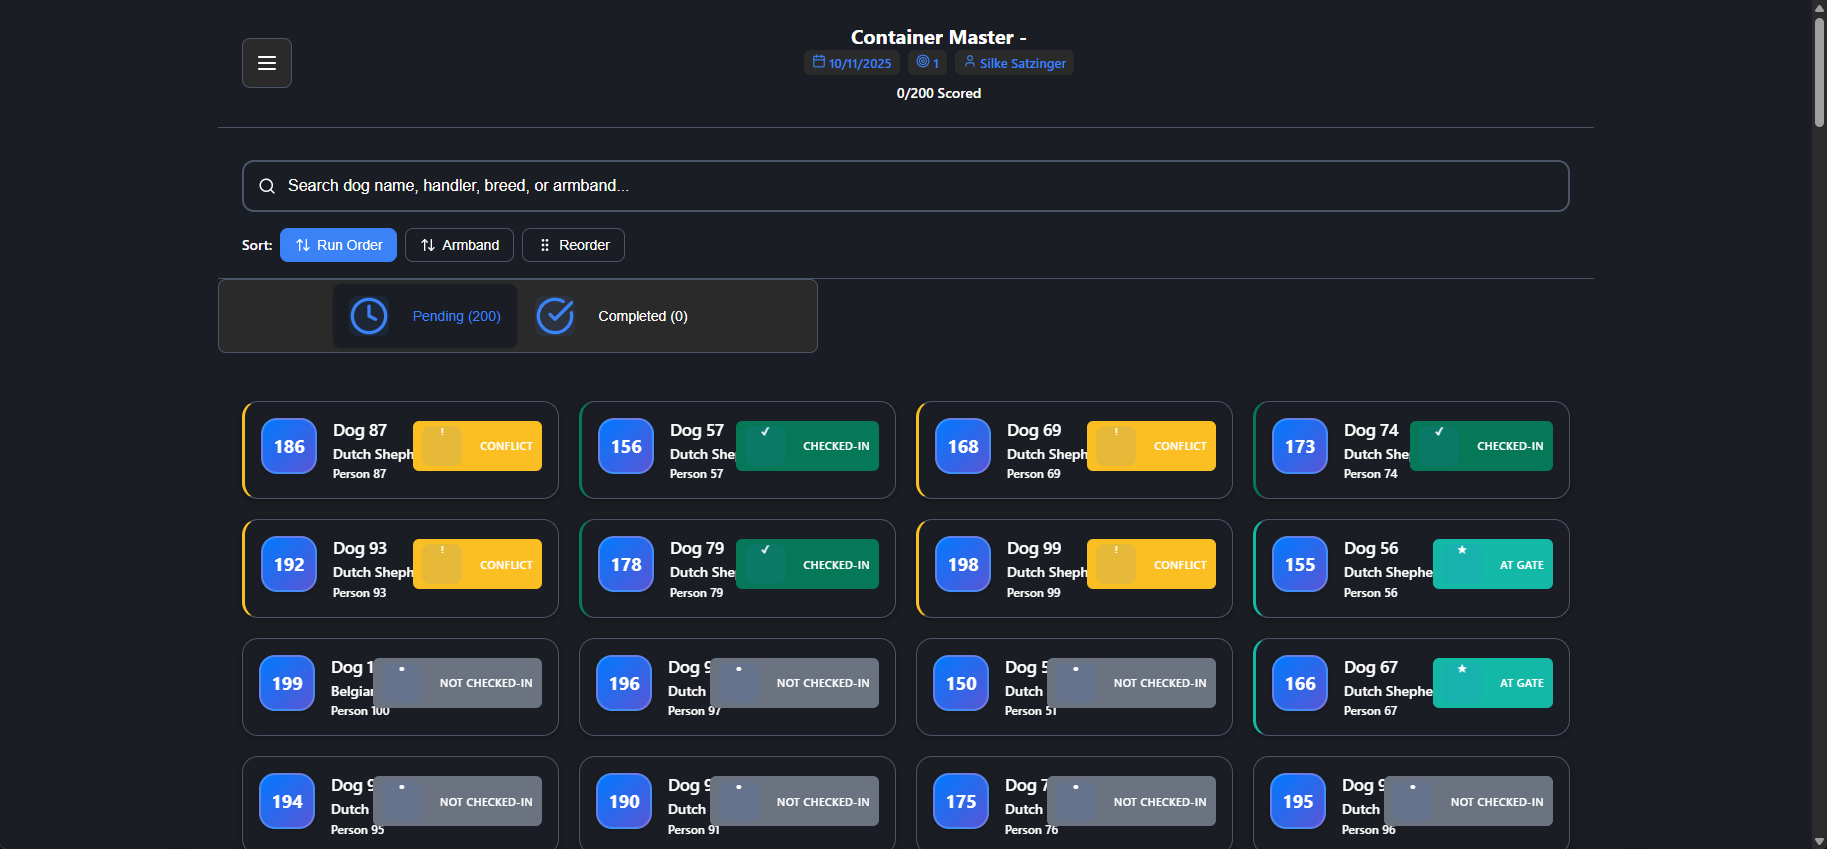 Container Master -
10/11/2025 1 Silke Satzinger
0/200 Scored
Search dog name, handler, breed, or armband...
Sort: Run Order Armband Reorder
Pending (200) Completed (0)
186 Dog 87 ! CONFLICT
Dutch Sheph
Person 87
156 Dog 57 ✓ CHECKED-IN
Dutch She
Person 57
168 Dog 69 ! CONFLICT
Dutch Sheph
Person 69
173 Dog 74 ✓ CHECKED-IN
Dutch She
Person 74
192 Dog 93 ! CONFLICT
Dutch Sheph
Person 93
178 Dog 79 ✓ CHECKED-IN
Dutch She
Person 79
198 Dog 99 ! CONFLICT
Dutch Sheph
Person 99
155 Dog 56 ★ AT GATE
Dutch Shephe
Person 56
199 Dog 1 • NOT CHECKED-IN
Belgian
Person 100
196 Dog 9 • NOT CHECKED-IN
Dutch
Person 97
150 Dog 5 • NOT CHECKED-IN
Dutch
Person 51
166 Dog 67 ★ AT GATE
Dutch Shephe
Person 67
194 Dog 9 • NOT CHECKED-IN
Dutch
Person 95
190 Dog 9 • NOT CHECKED-IN
Dutch
Person 91
175 Dog 7 • NOT CHECKED-IN
Dutch
Person 76
195 Dog 9 • NOT CHECKED-IN
Dutch
Person 96